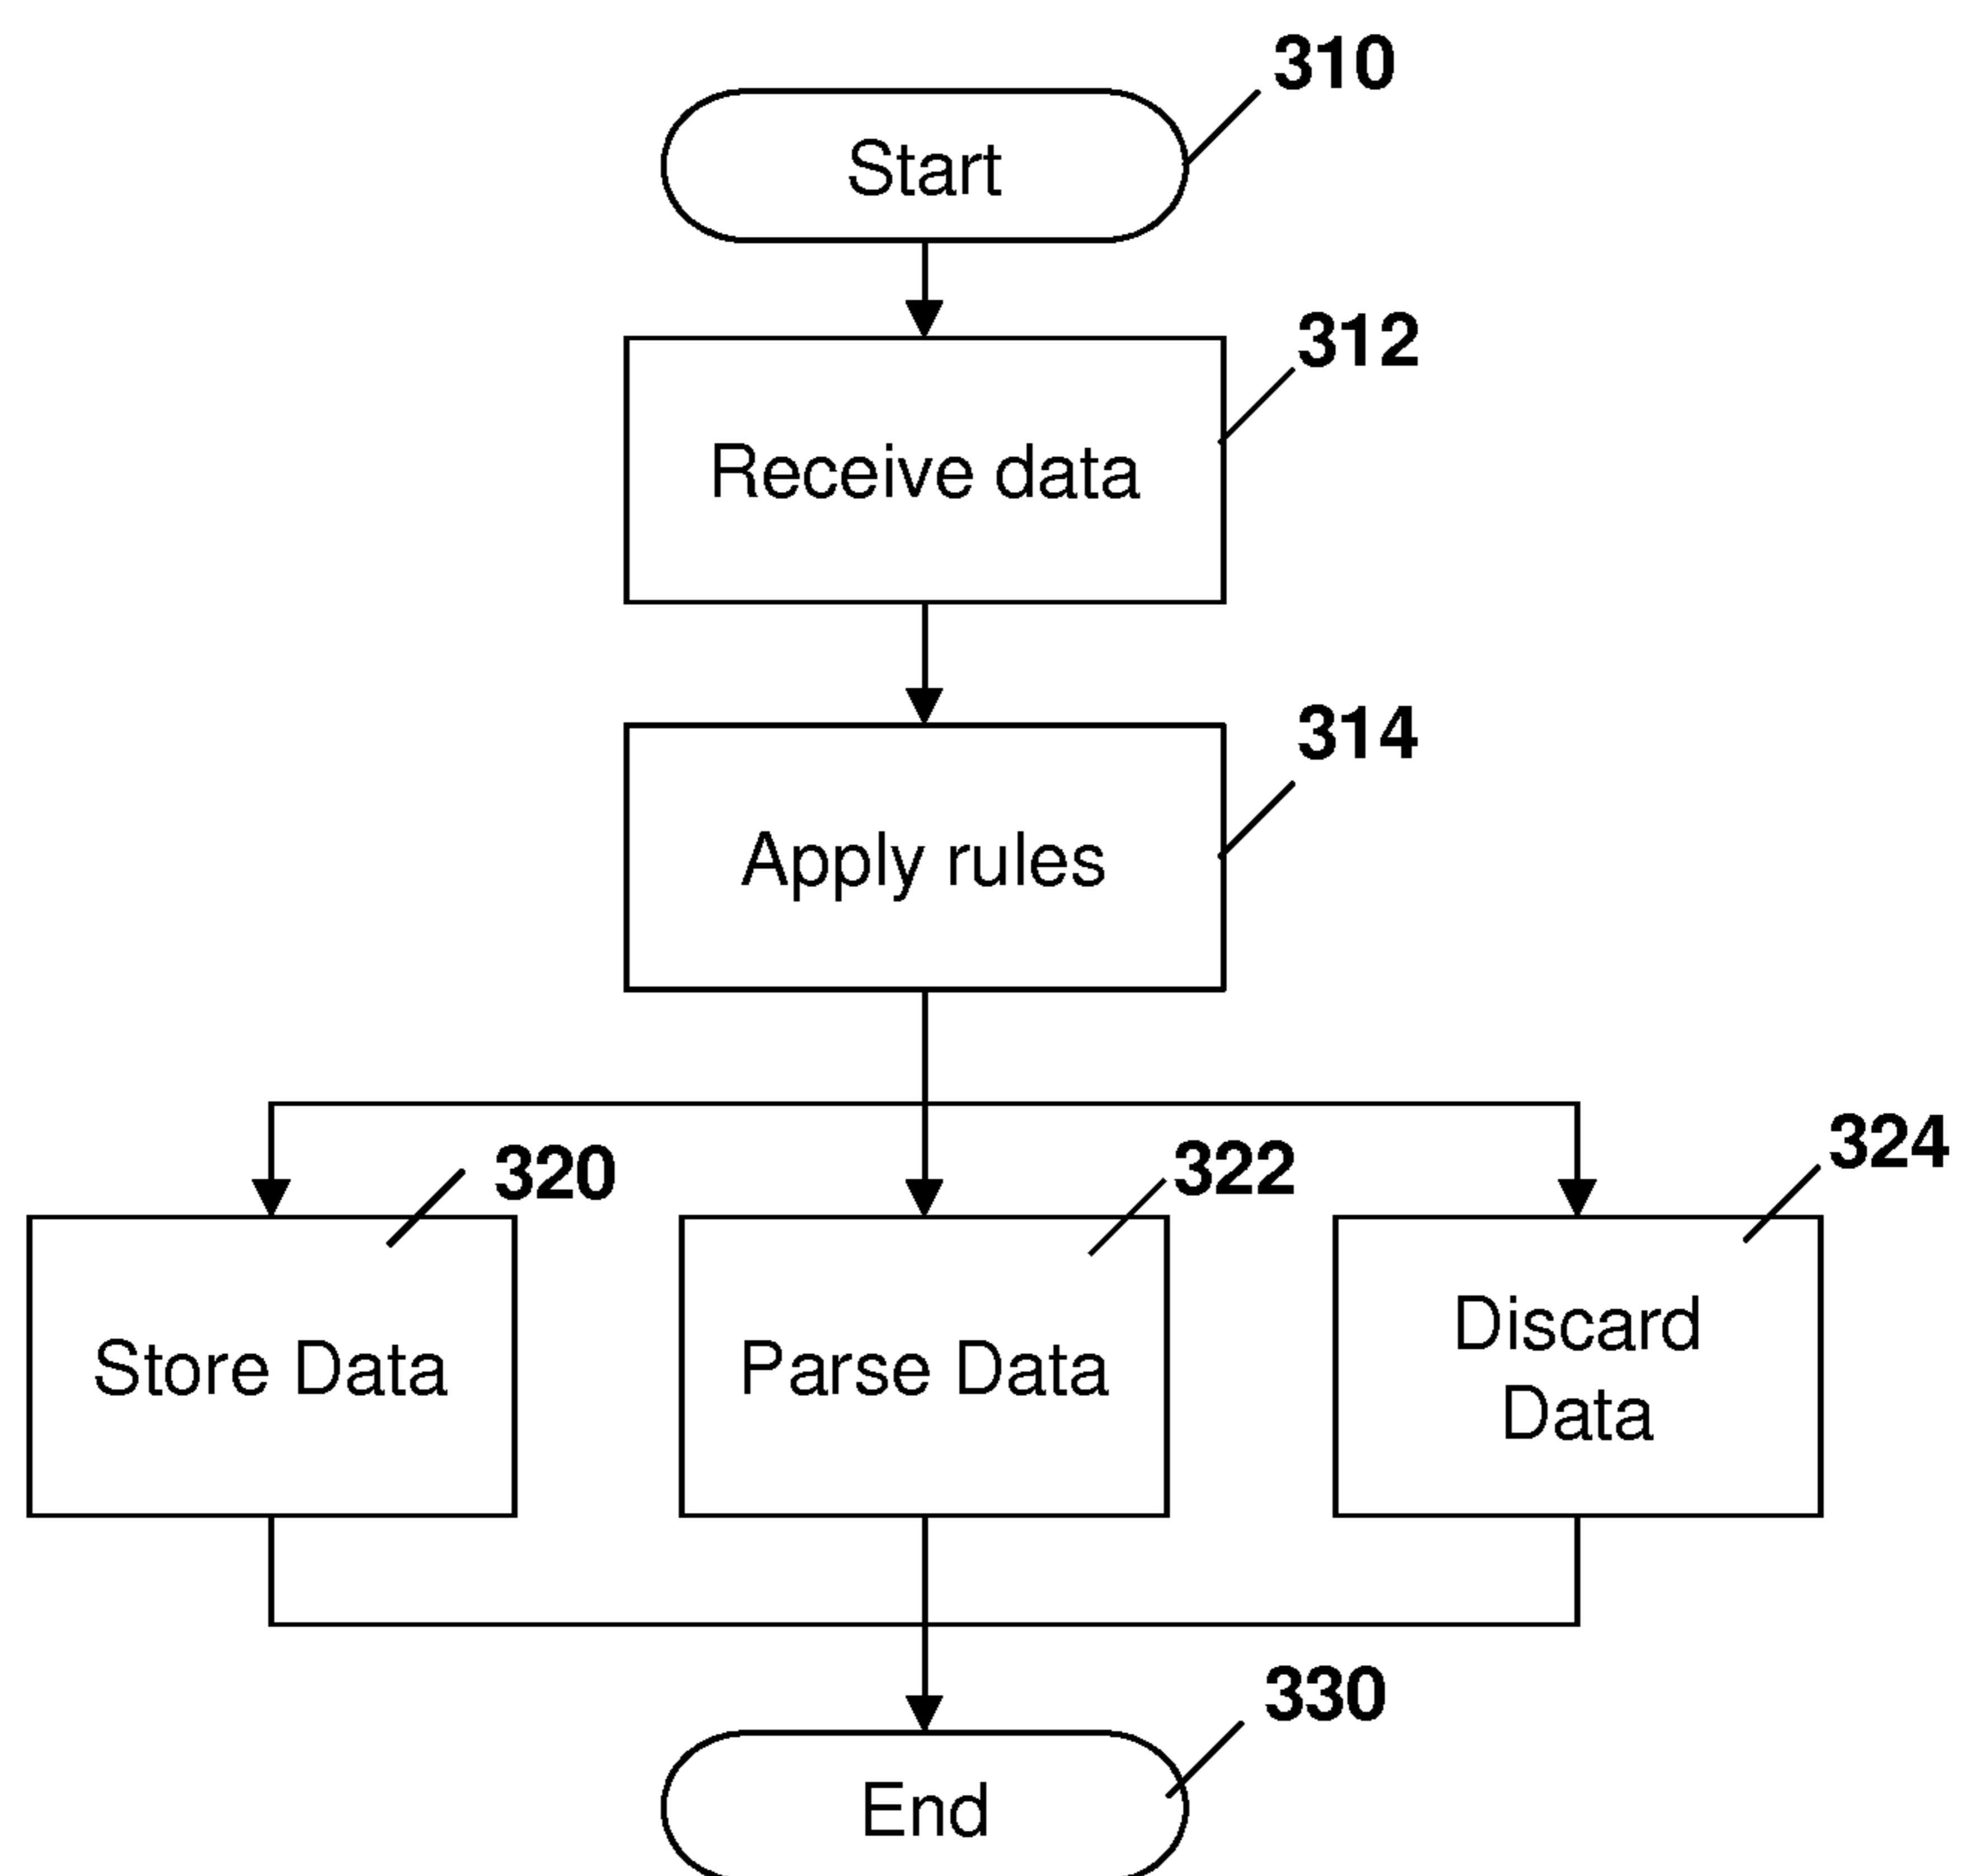 310
Start
312
Receive data
314
Apply rules
320
322
324
Store Data
Parse Data
Discard
Data
330
End